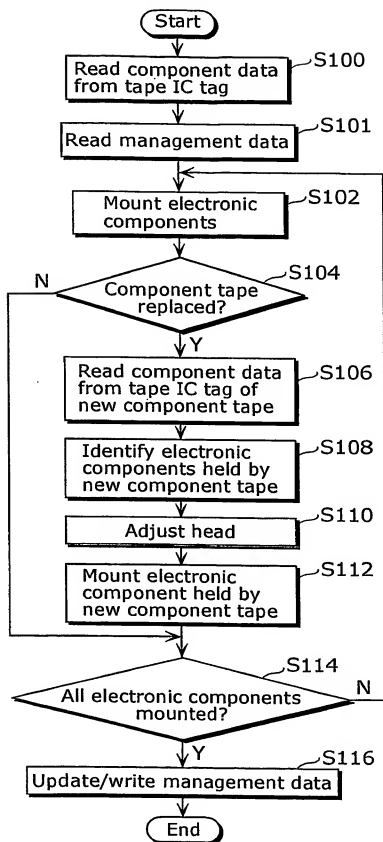 Start
Read component data
from tape IC tag
S100
Read management data
S101
Mount electronic
components
S102
Component tape
replaced?
S104
N
Y
Read component data
from tape IC tag of
new component tape
S106
Identify electronic
components held by
new component tape
S108
Adjust head
S110
Mount electronic
component held by
new component tape
S112
All electronic components
mounted?
S114
N
Y
Update/write management data
S116
End